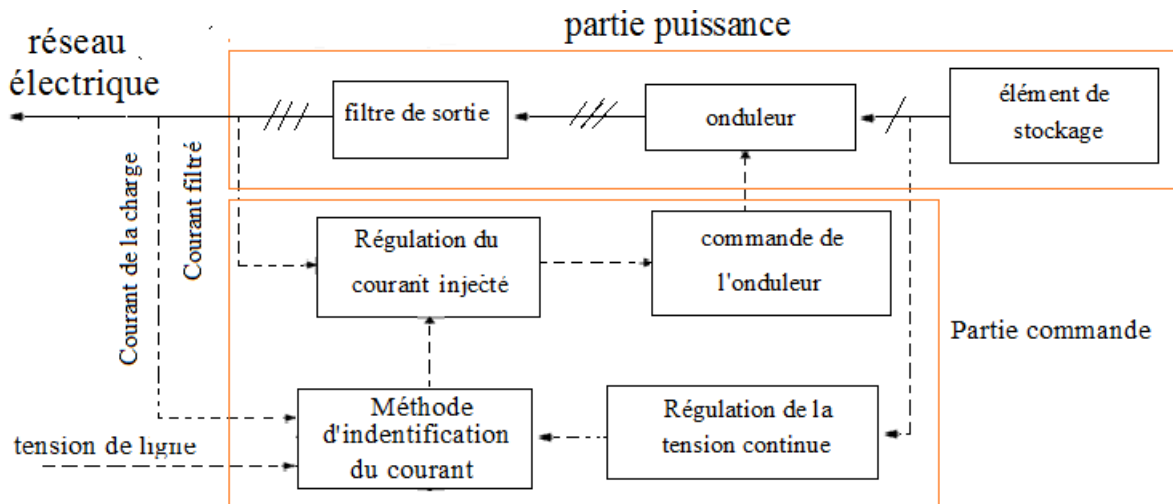 partie puissance
réseau
électrique
filtre de sortie
onduleur
élément de
stockage
Courant de la charge
Courant filtré
Régulation du
courant injecté
commande de
l'onduleur
Partie commande
Méthode
d'indentification
du courant
Régulation de la
tension continue
tension de ligne